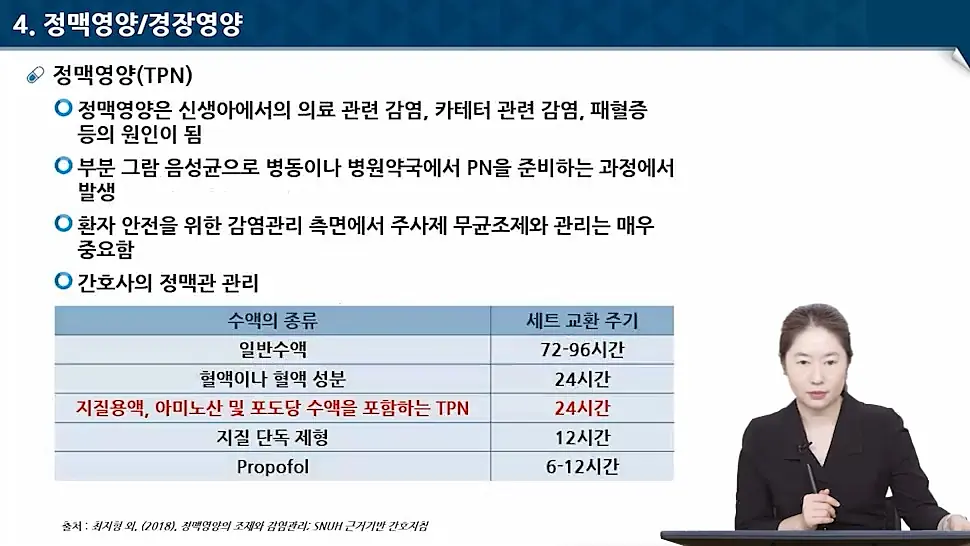 4. 정맥영양/경장영양
정맥영양(TPN)
정맥영양은 신생아에서의 의료 관련 감염, 카테터 관련 감염, 패혈증
등의 원인이 됨
부분 그람 음성균으로 병동이나 병원약국에서 PN을 준비하는 과정에서
발생
환자 안전을 위한 감염관리 측면에서 주사제 무균조제와 관리는 매우
중요함
간호사의 정맥관 관리
수액의 종류 세트 교환 주기
일반수액 72-96시간
혈액이나 혈액 성분 24시간
지질용액, 아미노산 및 포도당 수액을 포함하는 TPN 24시간
지질 단독 제형 12시간
Propofol 6-12시간
출처 : 최지형 외, (2018), 정맥영양의 조제와 감염관리; SNUH 근거기반 간호지침